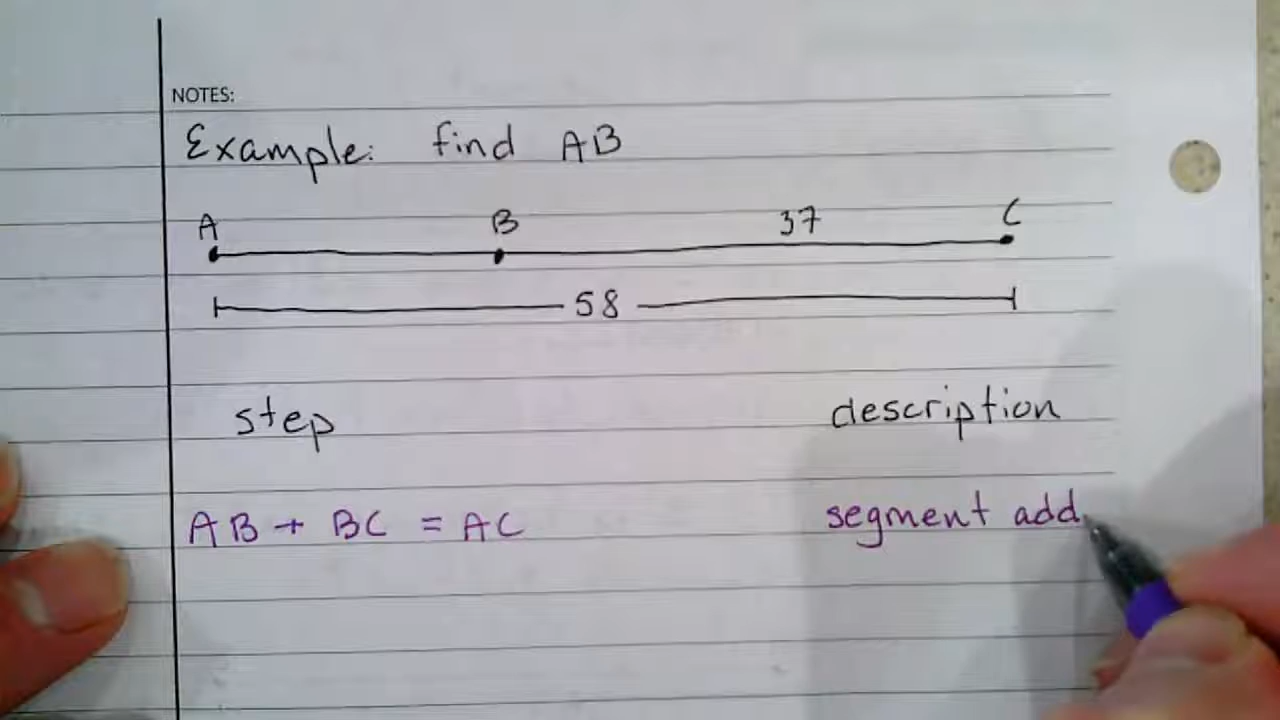 NOTES:
Example: find AB
A B 37 C
58
step description
AB + BC = AC segment add